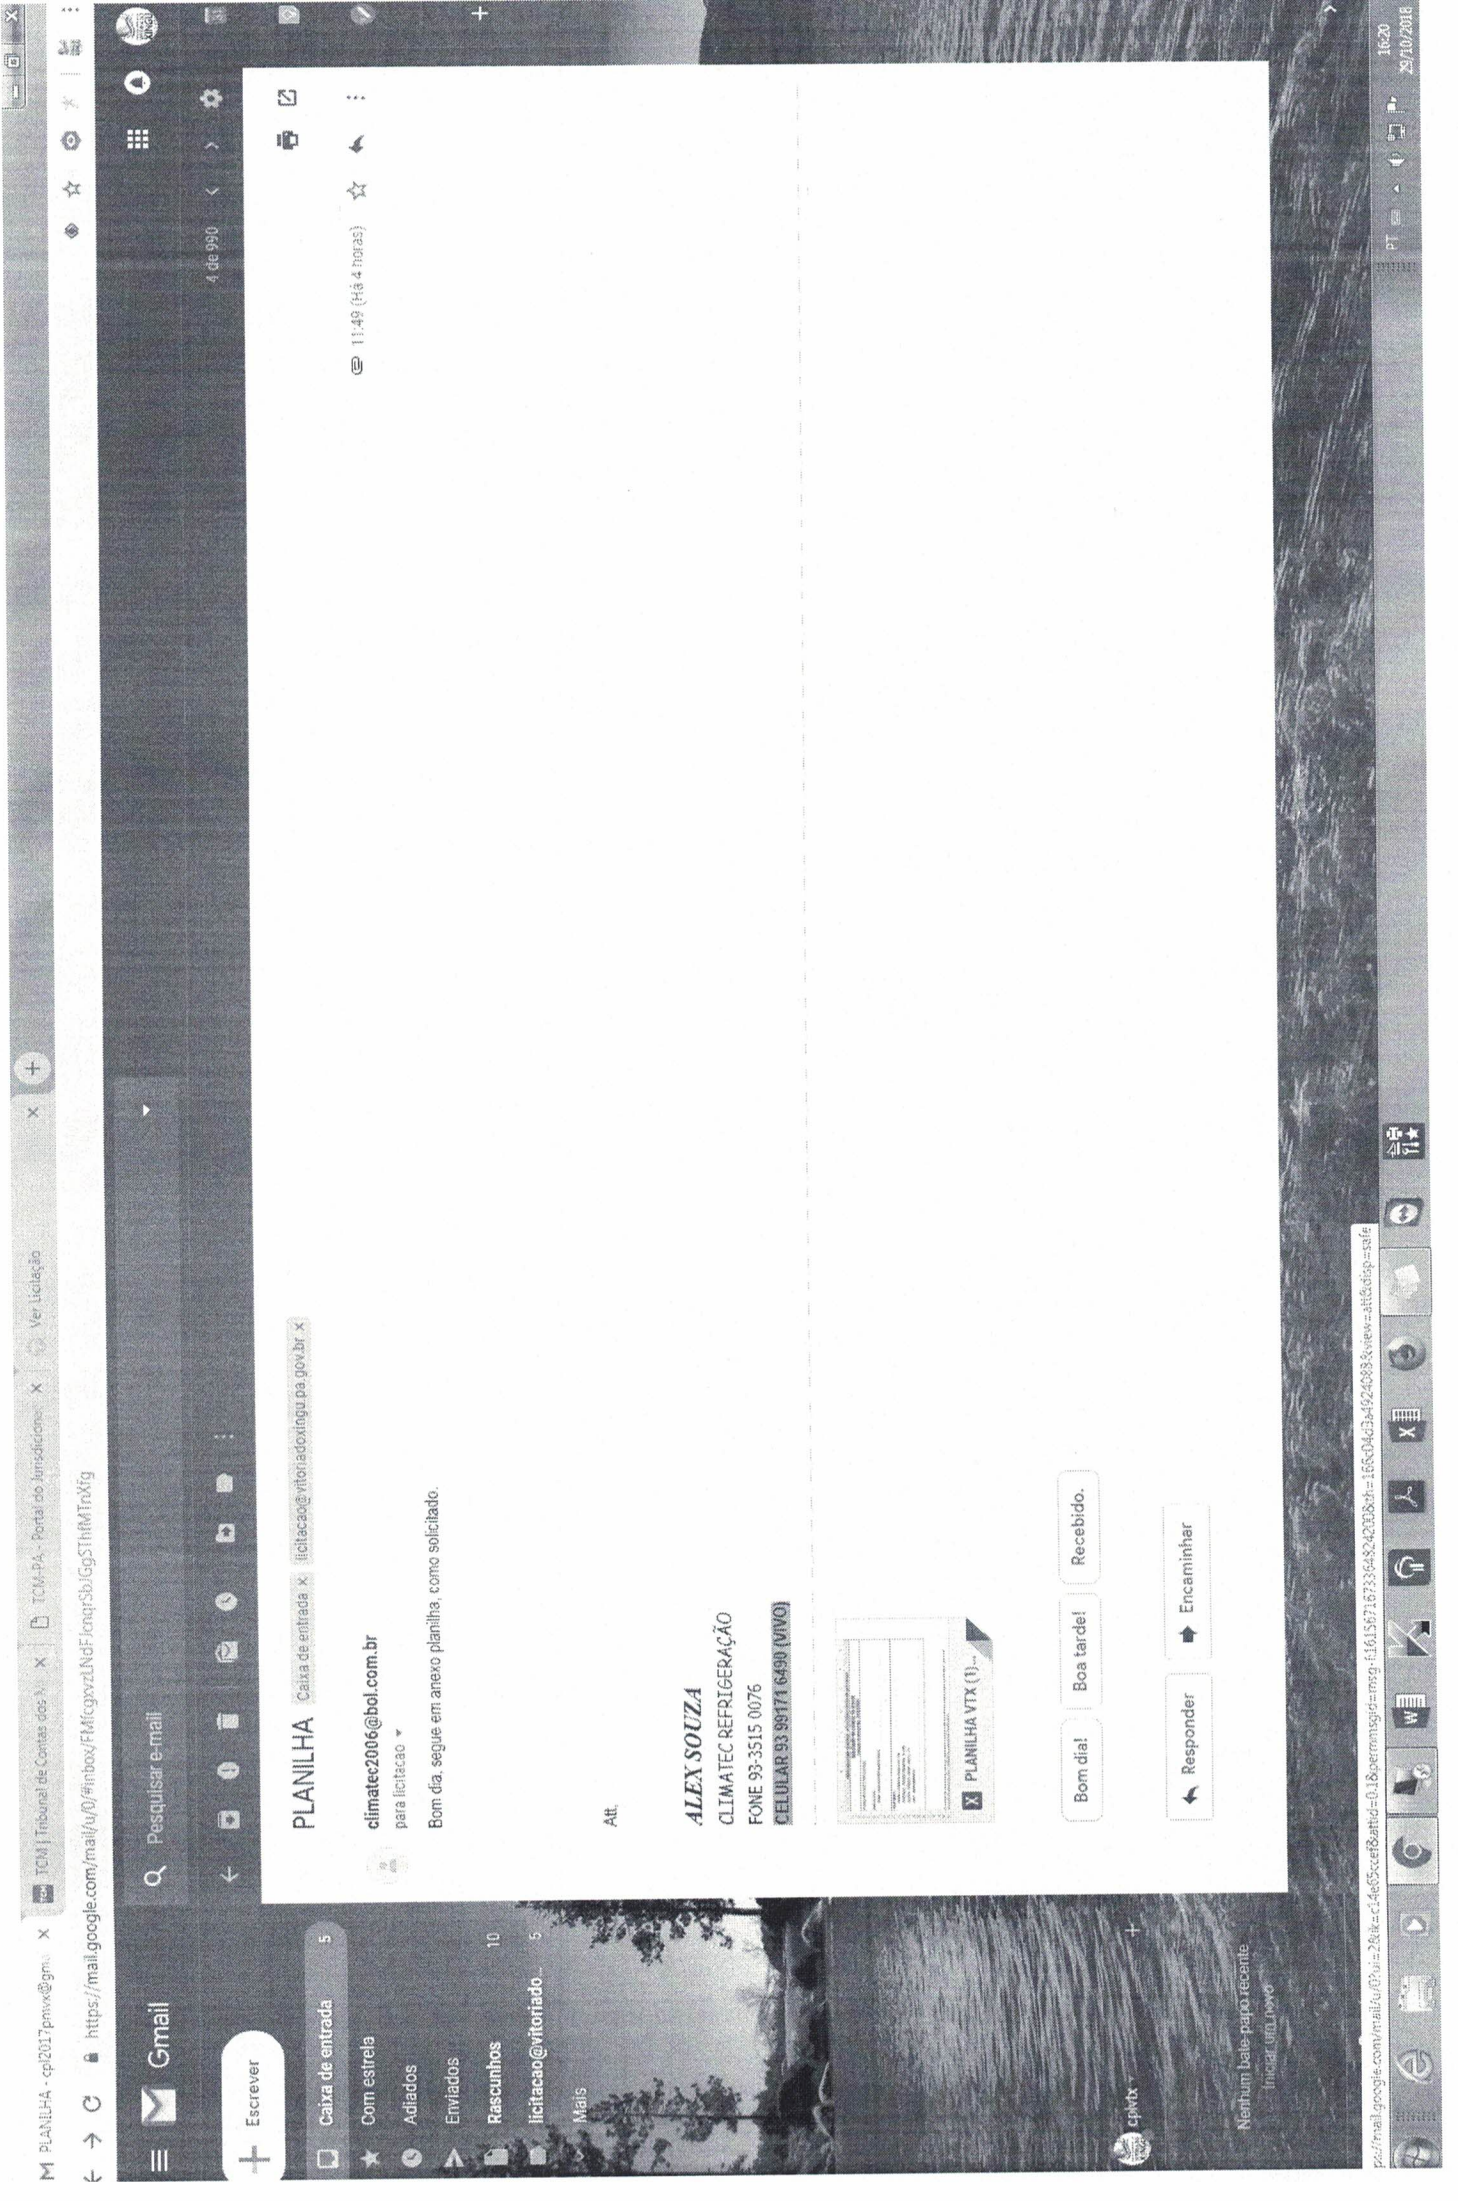 PLANILHA - cpl2017pmvx@gma
TCM | Tribunal de Contas dos M
TCM-PA - Portal do Jurisdicionad
Ver Licitação
https://mail.google.com/mail/u/0/#inbox/
Gmail
Pesquisar e-mail
Escrever
4 de 990
Caixa de entrada 5
Com estrela
Adiados
Enviados
Rascunhos 10
licitacao@vitoriado... 5
Mais
PLANILHA Caixa de entrada x licitacao@vitoriadoxingu.pa.gov.br x
climatec2006@bol.com.br 11:49 (Há 4 horas)
para licitacao
Bom dia, segue em anexo planilha, como solicitado.
Att,
ALEX SOUZA
CLIMATEC REFRIGERAÇÃO
FONE 93-3515 0076
CELULAR 93 99171 6490 (VIVO)
X PLANILHA VTX (1)...
Bom dia! Boa tarde! Recebido.
Responder Encaminhar
cplvtx
Nenhum bate-papo recente
Iniciar um novo
PT
16:20
29/10/2018